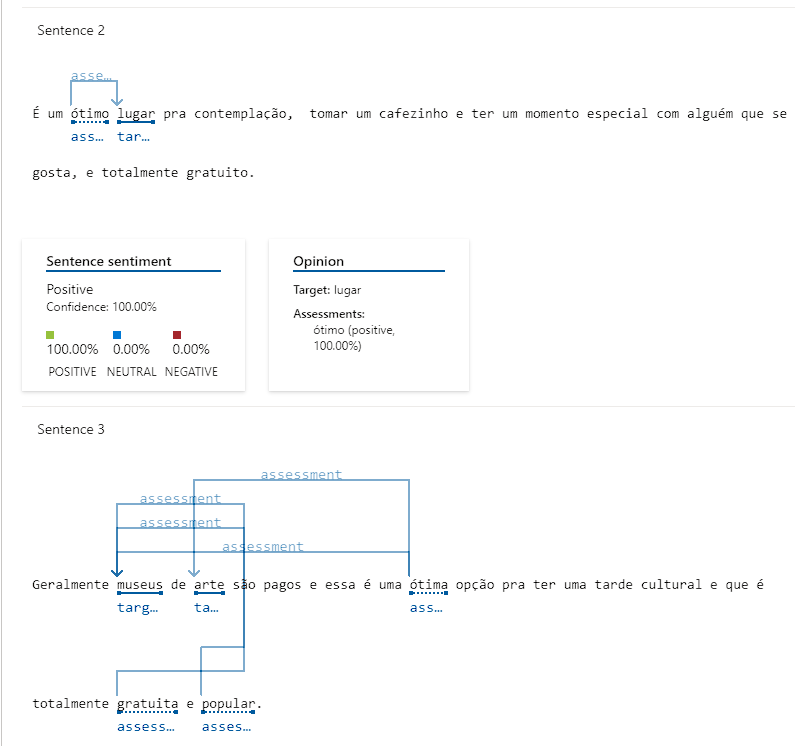 Sentence 2
asse...
É um ótimo lugar pra contemplação,  tomar um cafezinho e ter um momento especial com alguém que se
ass... tar...
gosta, e totalmente gratuito.
Sentence sentiment
Positive
Confidence: 100.00%
100.00% 0.00% 0.00%
POSITIVE NEUTRAL NEGATIVE
Opinion
Target: lugar
Assessments:
ótimo (positive,
100.00%)
Sentence 3
assessment
assessment
assessment
assessment
Geralmente museus de arte são pagos e essa é uma ótima opção pra ter uma tarde cultural e que é
targ... ta... ass...
totalmente gratuita e popular.
assess... asses...